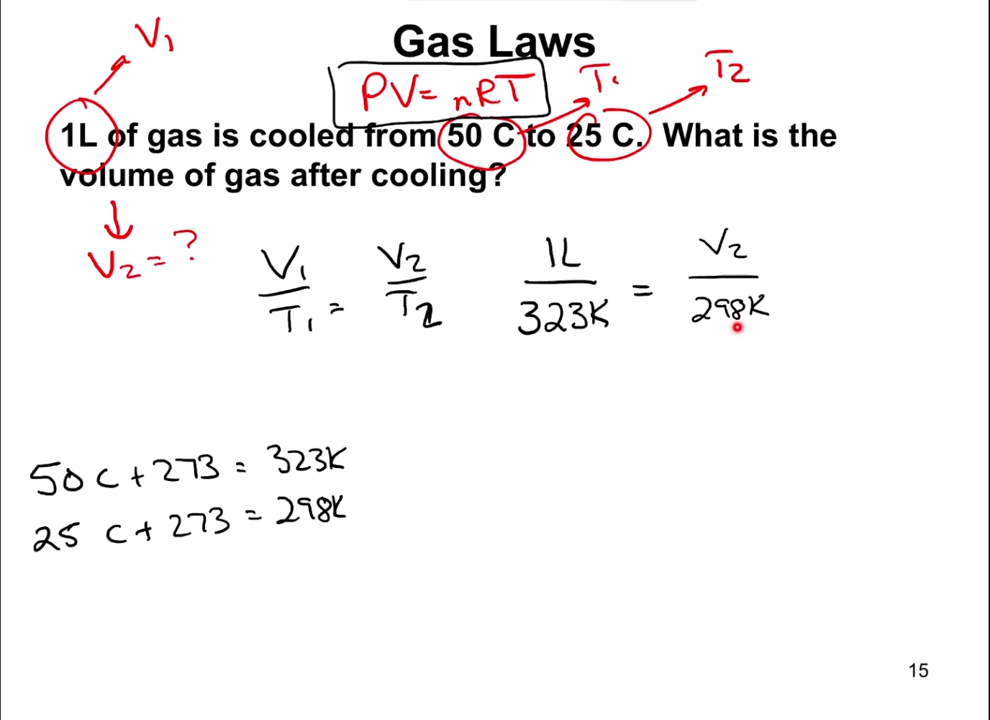 V₁
Gas Laws
PV = nRT
T₁
T₂
1L of gas is cooled from 50 C to 25 C. What is the
volume of gas after cooling?
V₂ = ?
V₁/T₁ = V₂/T₂
1L/323K = V₂/298K
50 C + 273 = 323K
25 C + 273 = 298K
15